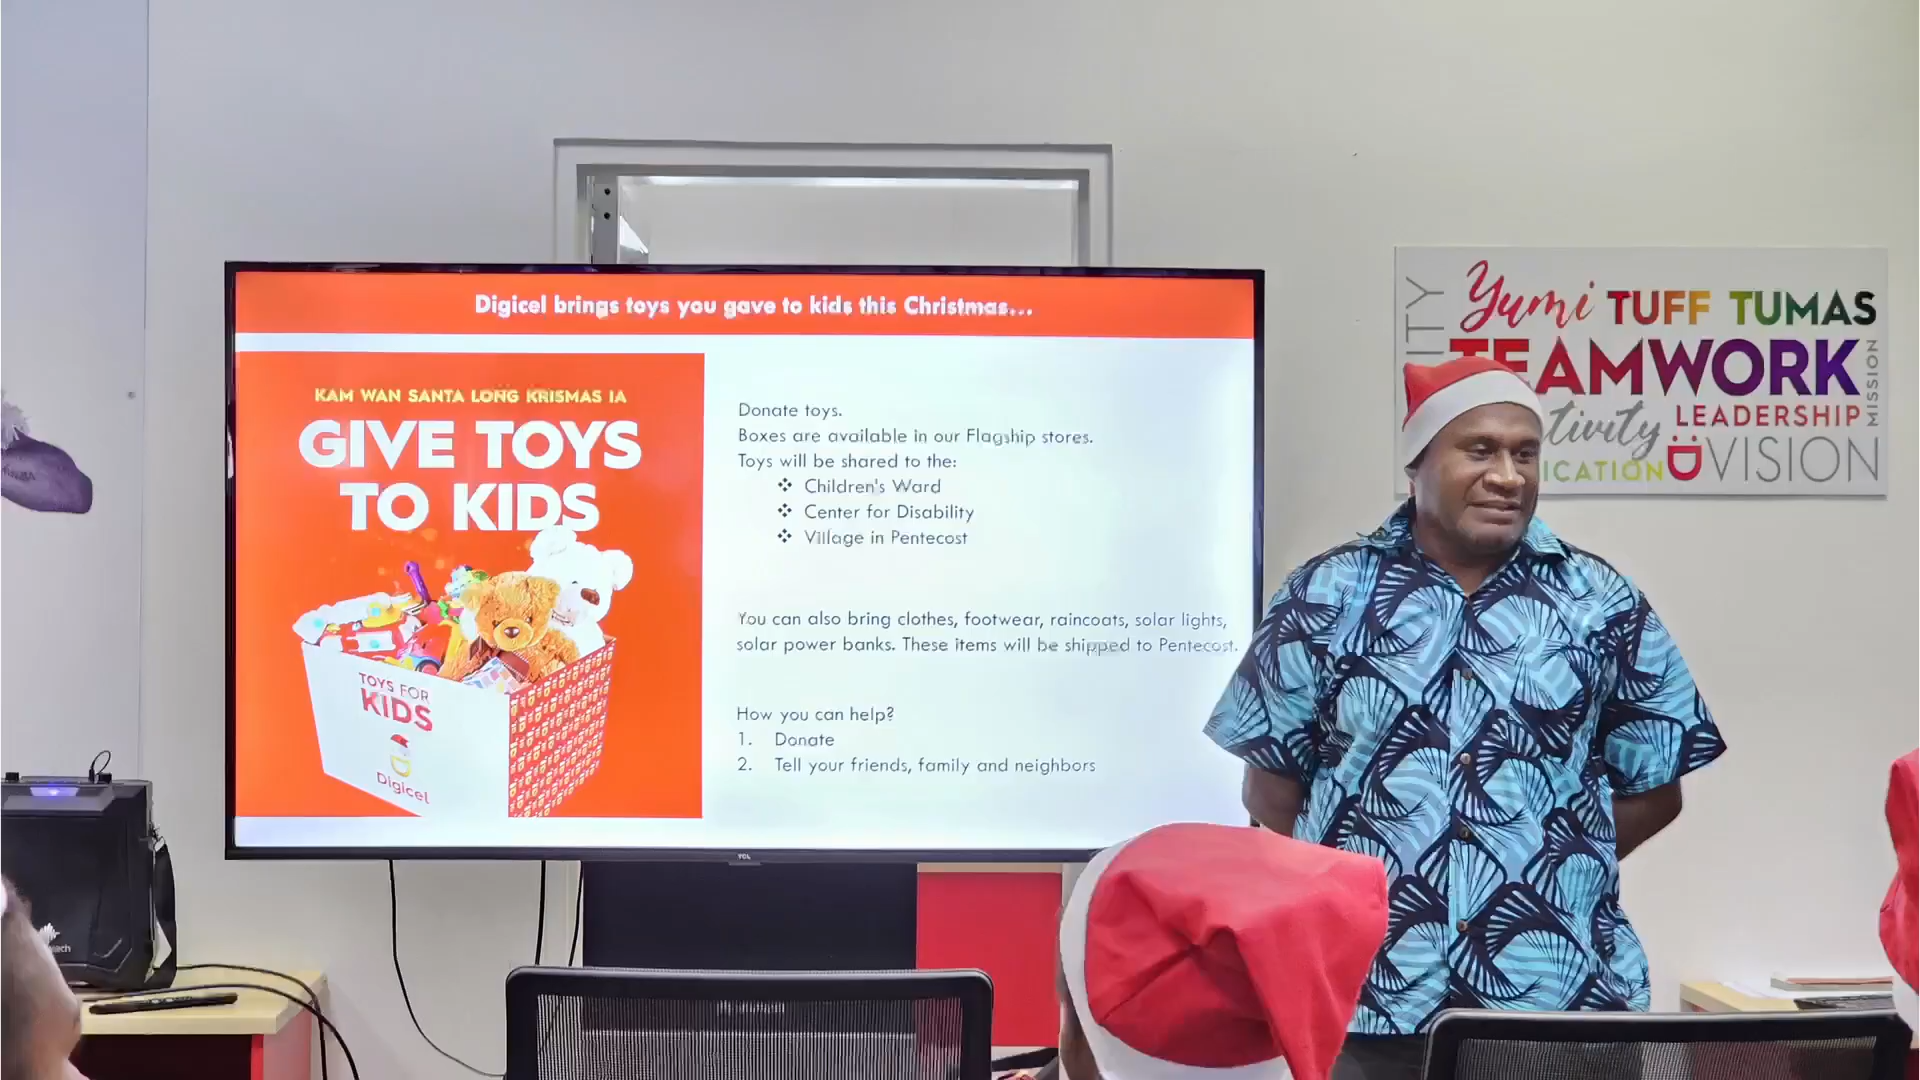 Digicel brings toys you gave to kids this Christmas...
KAM WAN SANTA LONG KRISMAS IA
GIVE TOYS
TO KIDS
TOYS FOR
KIDS
Digicel
Donate toys.
Boxes are available in our Flagship stores.
Toys will be shared to the:
❖ Children's Ward
❖ Center for Disability
❖ Village in Pentecost
You can also bring clothes, footwear, raincoats, solar lights,
solar power banks. These items will be shipped to Pentecost.
How you can help?
1. Donate
2. Tell your friends, family and neighbors
TCL
Yumi TUFF TUMAS
TEAMWORK
MISSION
LEADERSHIP
VISION